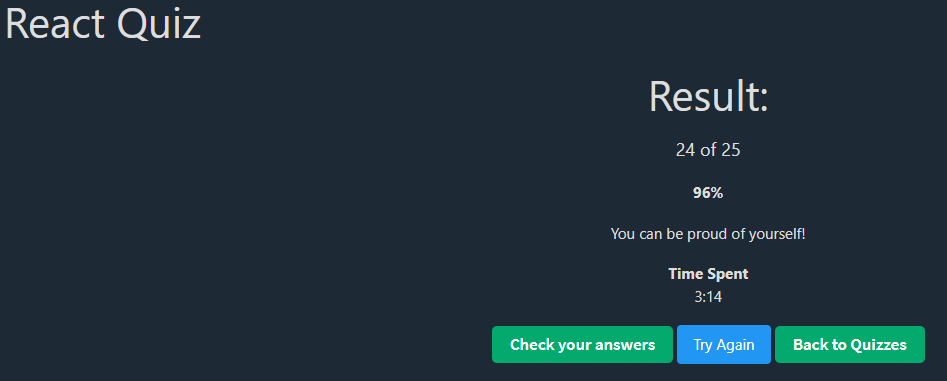 React Quiz
Result:
24 of 25
96%
You can be proud of yourself!
Time Spent
3:14
Check your answers Try Again Back to Quizzes